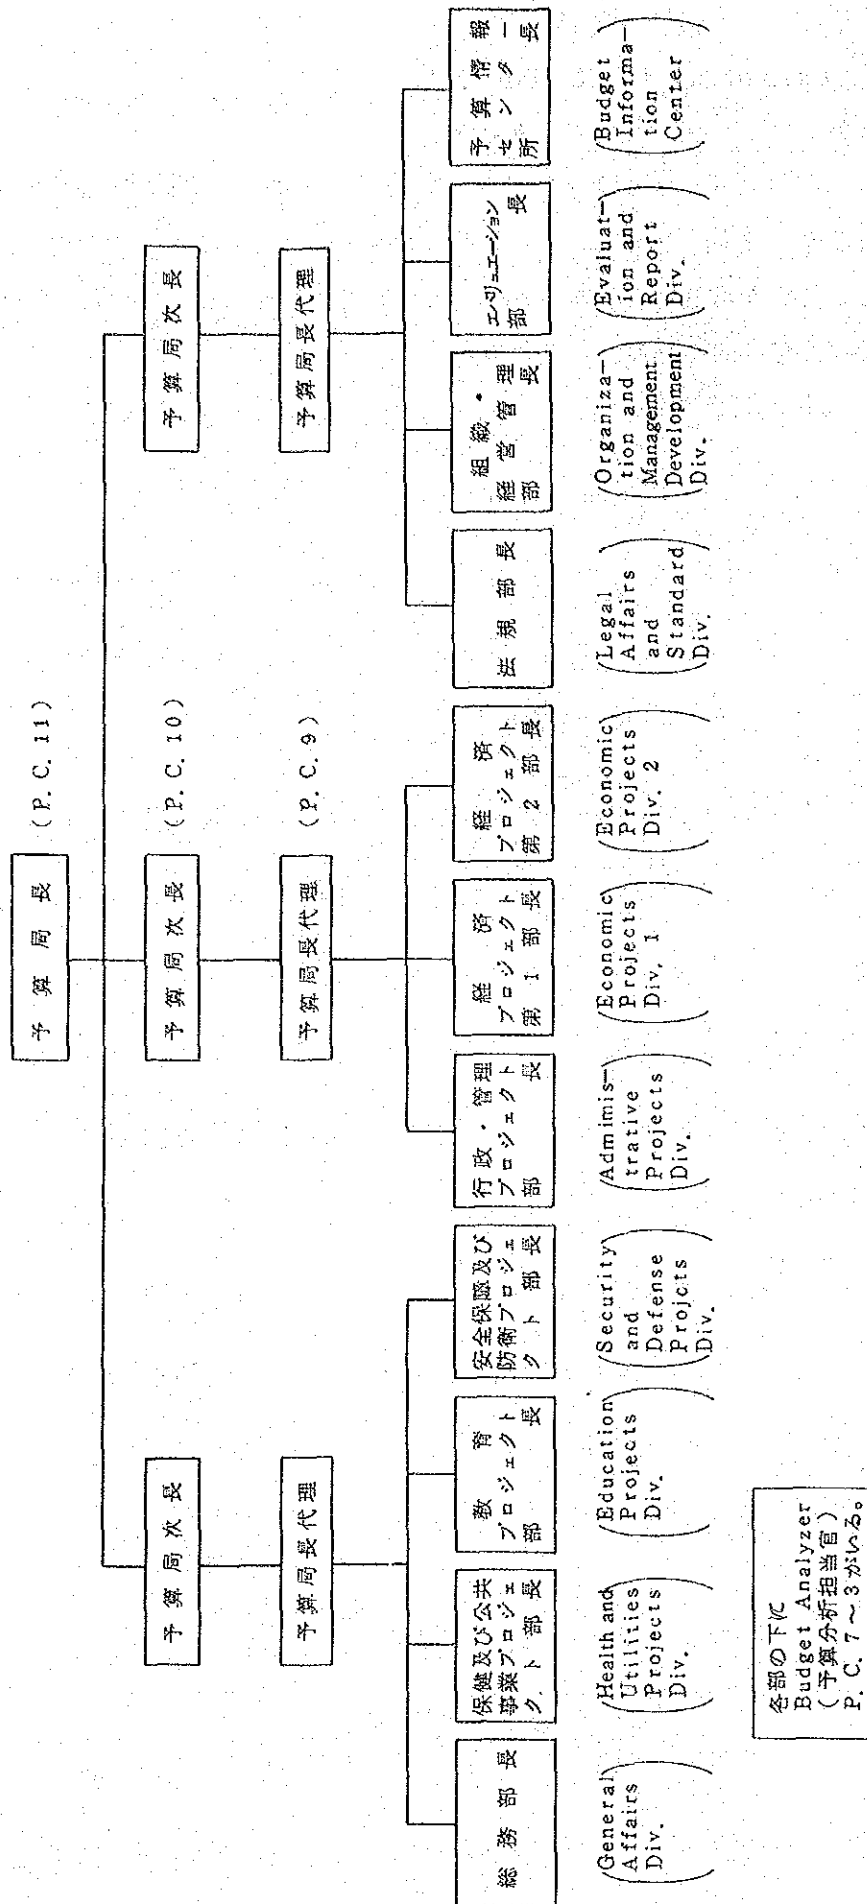 予算局長 (P.C.11)
予算局次長
予算局次長 (P.C.10)
予算局次長
予算局長代理
予算局長代理 (P.C.9)
予算局長代理
総務部長
保健及び公共
事業プロジェ
クト部長
教育
プロジェクト
部長
安全保障及び
防衛プロジェ
クト部長
行政・管理
プロジェクト
部長
経済
プロジェクト
第1部長
経済
プロジェクト
第2部長
法規部長
組織・
経営管理
部長
エバリュエーション
部長
予算情報
センター
所長
(General
Affairs
Div.)
(Health and
Utilities
Projects
Div.)
(Education
Projects
Div.)
(Security
and
Defense
Projcts
Div.)
(Admimis-
trative
Projects
Div.)
(Economic
Projects
Div. 1)
(Economic
Projects
Div. 2)
(Legal
Affairs
and
Standard
Div.)
(Organiza-
tion and
Management
Development
Div.)
(Evaluat-
ion and
Report
Div.)
(Budget
Informa-
tion
Center)
各部の下に
Budget Analyzer
(予算分析担当官)
P.C.7~3がいる。